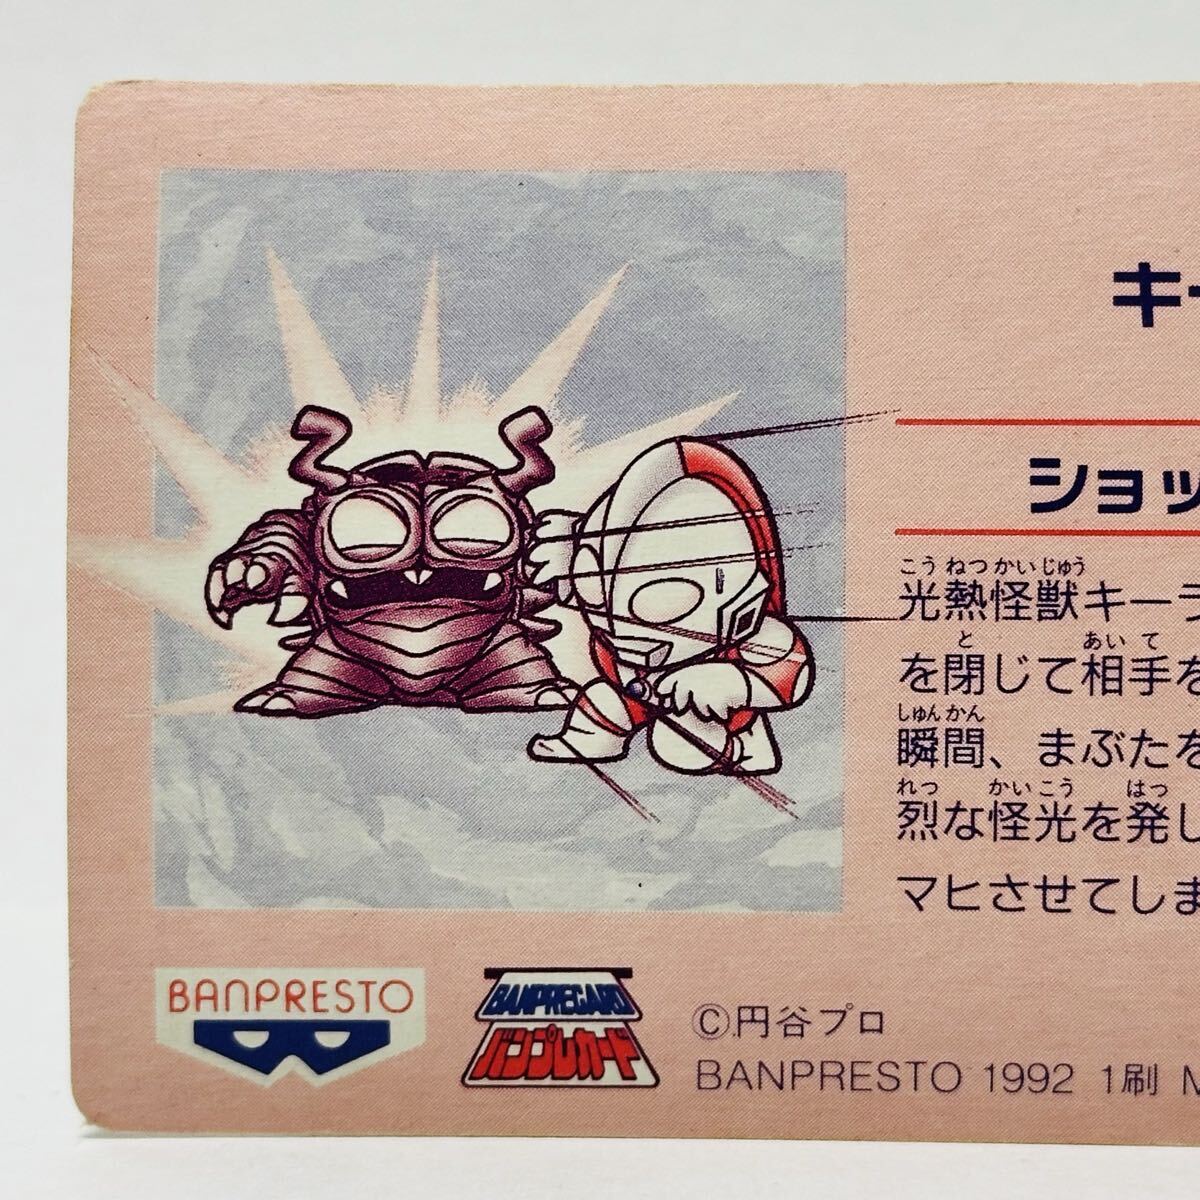 キー
ショッ
こうねつかいじゅう
光熱怪獣キーラ
と あいて
を閉じて相手を
しゅんかん
瞬間、まぶたを
れつ かいこう はっ
烈な怪光を発し
マヒさせてしま
BANPRESTO
BANPRECARD
バンプレカード
©円谷プロ
BANPRESTO 1992 1刷 M